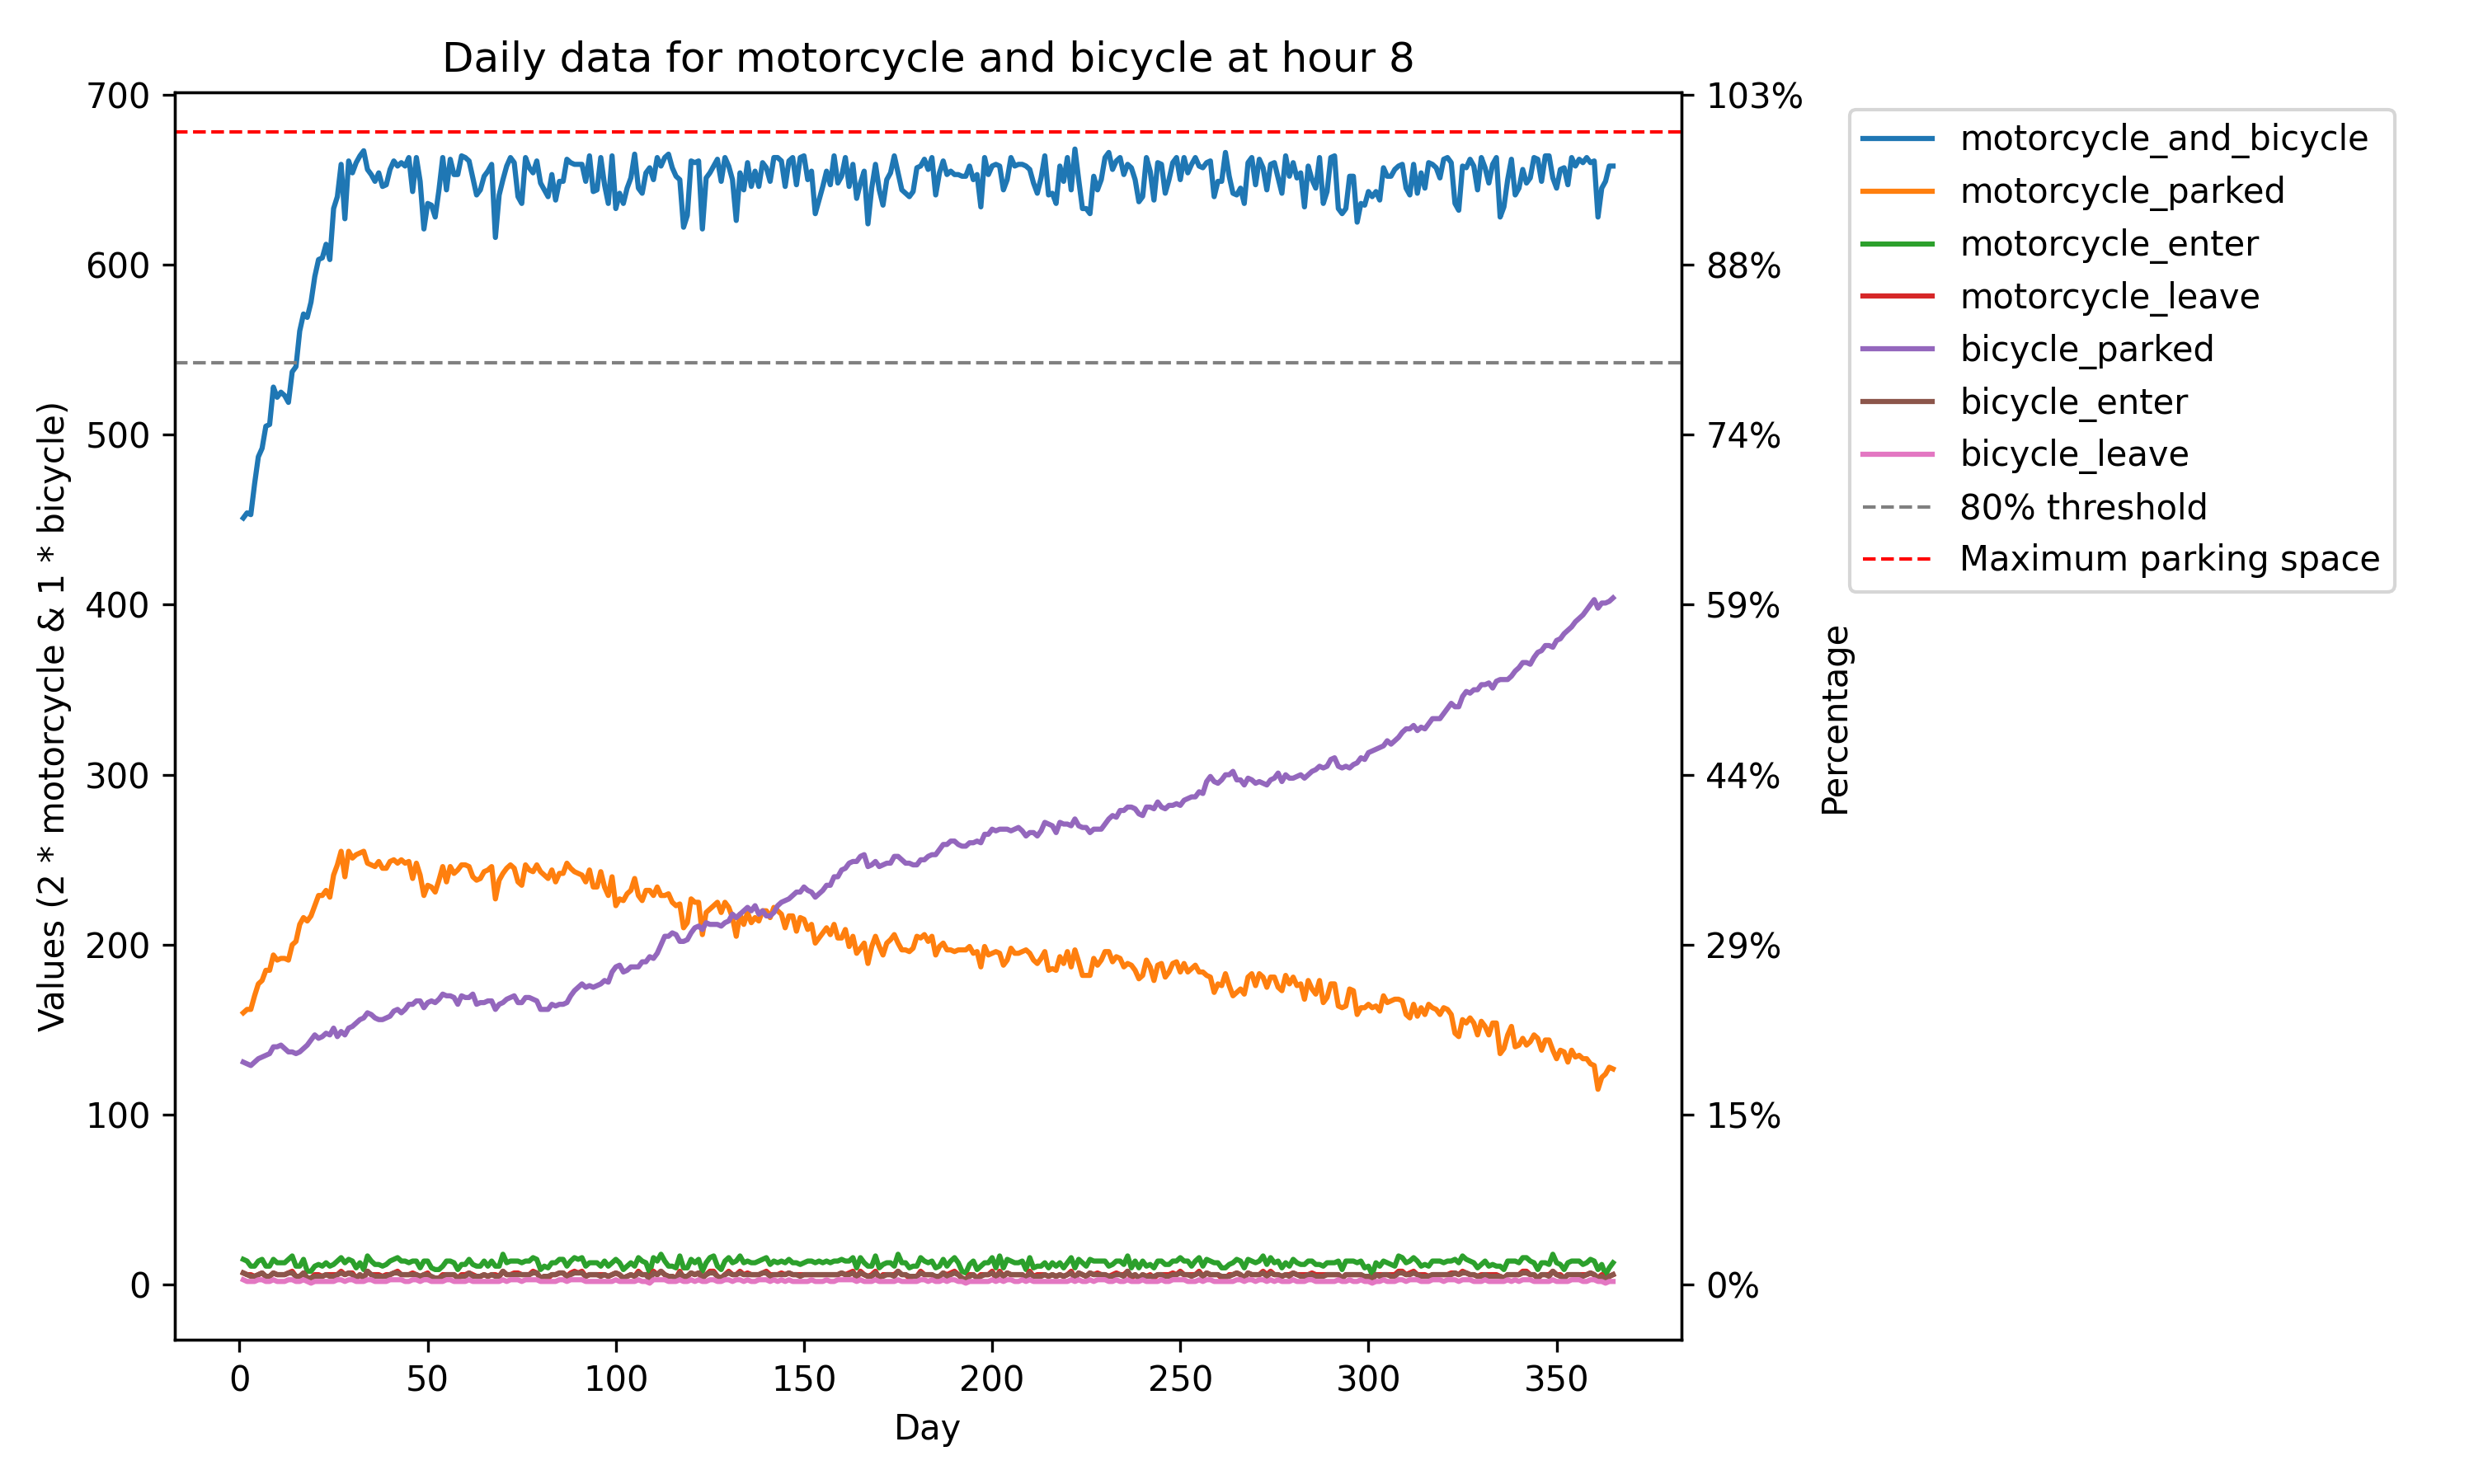 Daily data for motorcycle and bicycle at hour 8
Values (2 * motorcycle & 1 * bicycle)
700
600
500
400
300
200
100
0
0
50
100
150
200
250
300
350
Day
103%
88%
74%
59%
44%
29%
15%
0%
Percentage
motorcycle_and_bicycle
motorcycle_parked
motorcycle_enter
motorcycle_leave
bicycle_parked
bicycle_enter
bicycle_leave
80% threshold
Maximum parking space